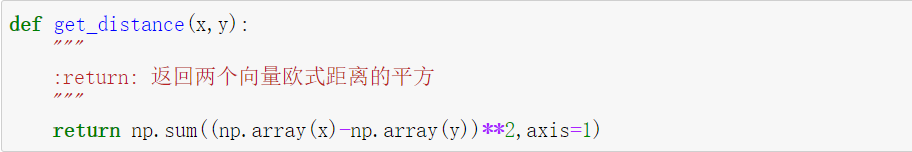 def get_distance(x,y):
    """
    :return: 返回两个向量欧式距离的平方
    """
    return np.sum((np.array(x)-np.array(y))**2,axis=1)